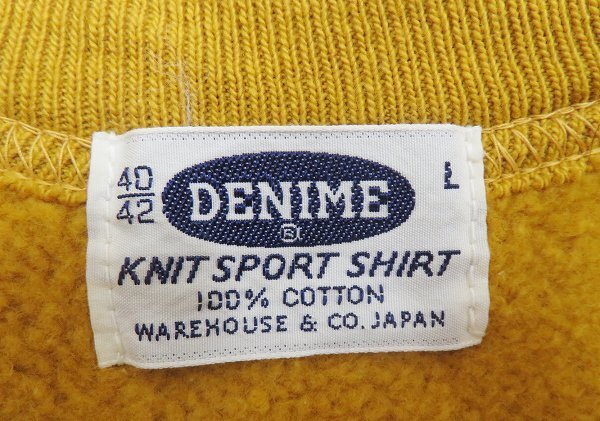 40/42 DENIME L
®
KNIT SPORT SHIRT
100% COTTON
WAREHOUSE & CO. JAPAN